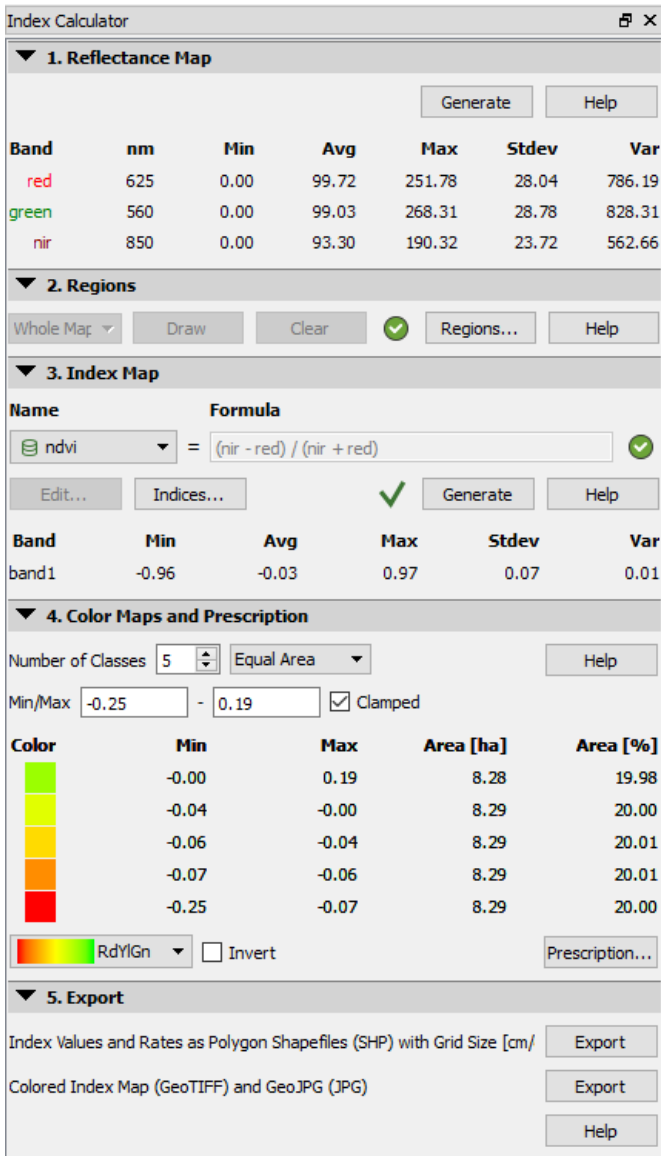 Index Calculator
1. Reflectance Map
Generate Help
Band nm Min Avg Max Stdev Var
red 625 0.00 99.72 251.78 28.04 786.19
green 560 0.00 99.03 268.31 28.78 828.31
nir 850 0.00 93.30 190.32 23.72 562.66
2. Regions
Whole Map Draw Clear Regions... Help
3. Index Map
Name Formula
ndvi = (nir - red) / (nir + red)
Edit... Indices... Generate Help
Band Min Avg Max Stdev Var
band1 -0.96 -0.03 0.97 0.07 0.01
4. Color Maps and Prescription
Number of Classes 5 Equal Area Help
Min/Max -0.25 - 0.19 Clamped
Color Min Max Area [ha] Area [%]
-0.00 0.19 8.28 19.98
-0.04 -0.00 8.29 20.00
-0.06 -0.04 8.29 20.01
-0.07 -0.06 8.29 20.01
-0.25 -0.07 8.29 20.00
RdYlGn Invert Prescription...
5. Export
Index Values and Rates as Polygon Shapefiles (SHP) with Grid Size [cm/ Export
Colored Index Map (GeoTIFF) and GeoJPG (JPG) Export
Help